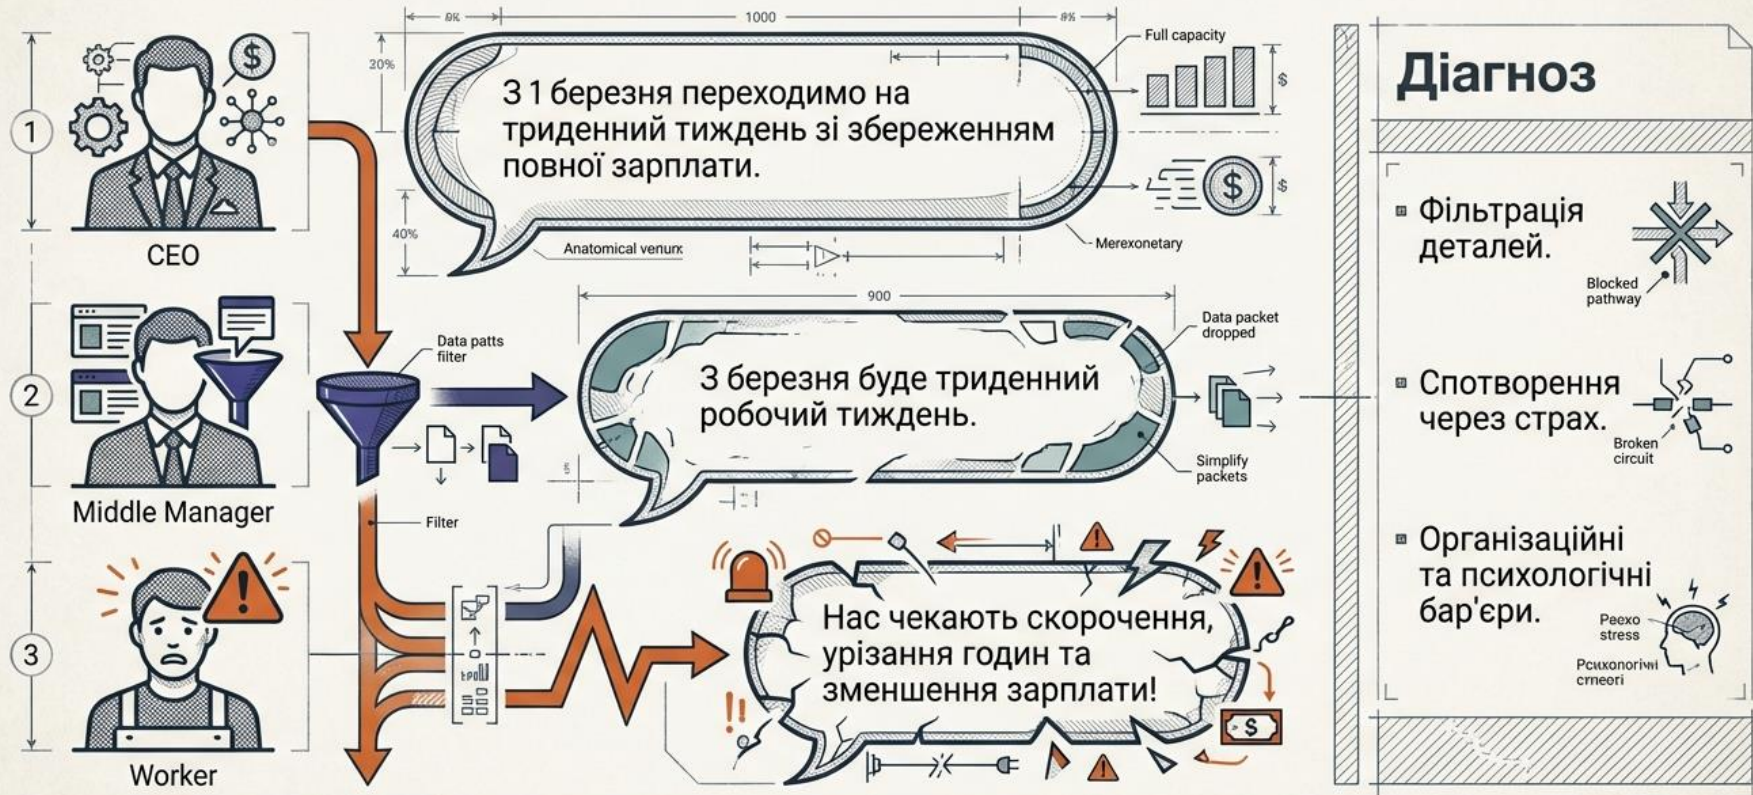 8%
1000
8%
20%
40%
1
CEO
З 1 березня переходимо на
триденний тиждень зі збереженням
повної зарплати.
Full capacity
$
$
$
$
Anatomical
Merexonetary
2
Middle Manager
Data patts
filter
Filter
900
З березня буде триденний
робочий тиждень.
Data packet
dropped
Simplify
packets
3
Worker
!
Нас чекають скорочення,
урізання годин та
зменшення зарплати!
!!
$
Діагноз
Фільтрація
деталей.
Blocked
pathway
Спотворення
через страх.
Broken
circuit
Організаційні
та психологічні
бар'єри.
Peexo
stress